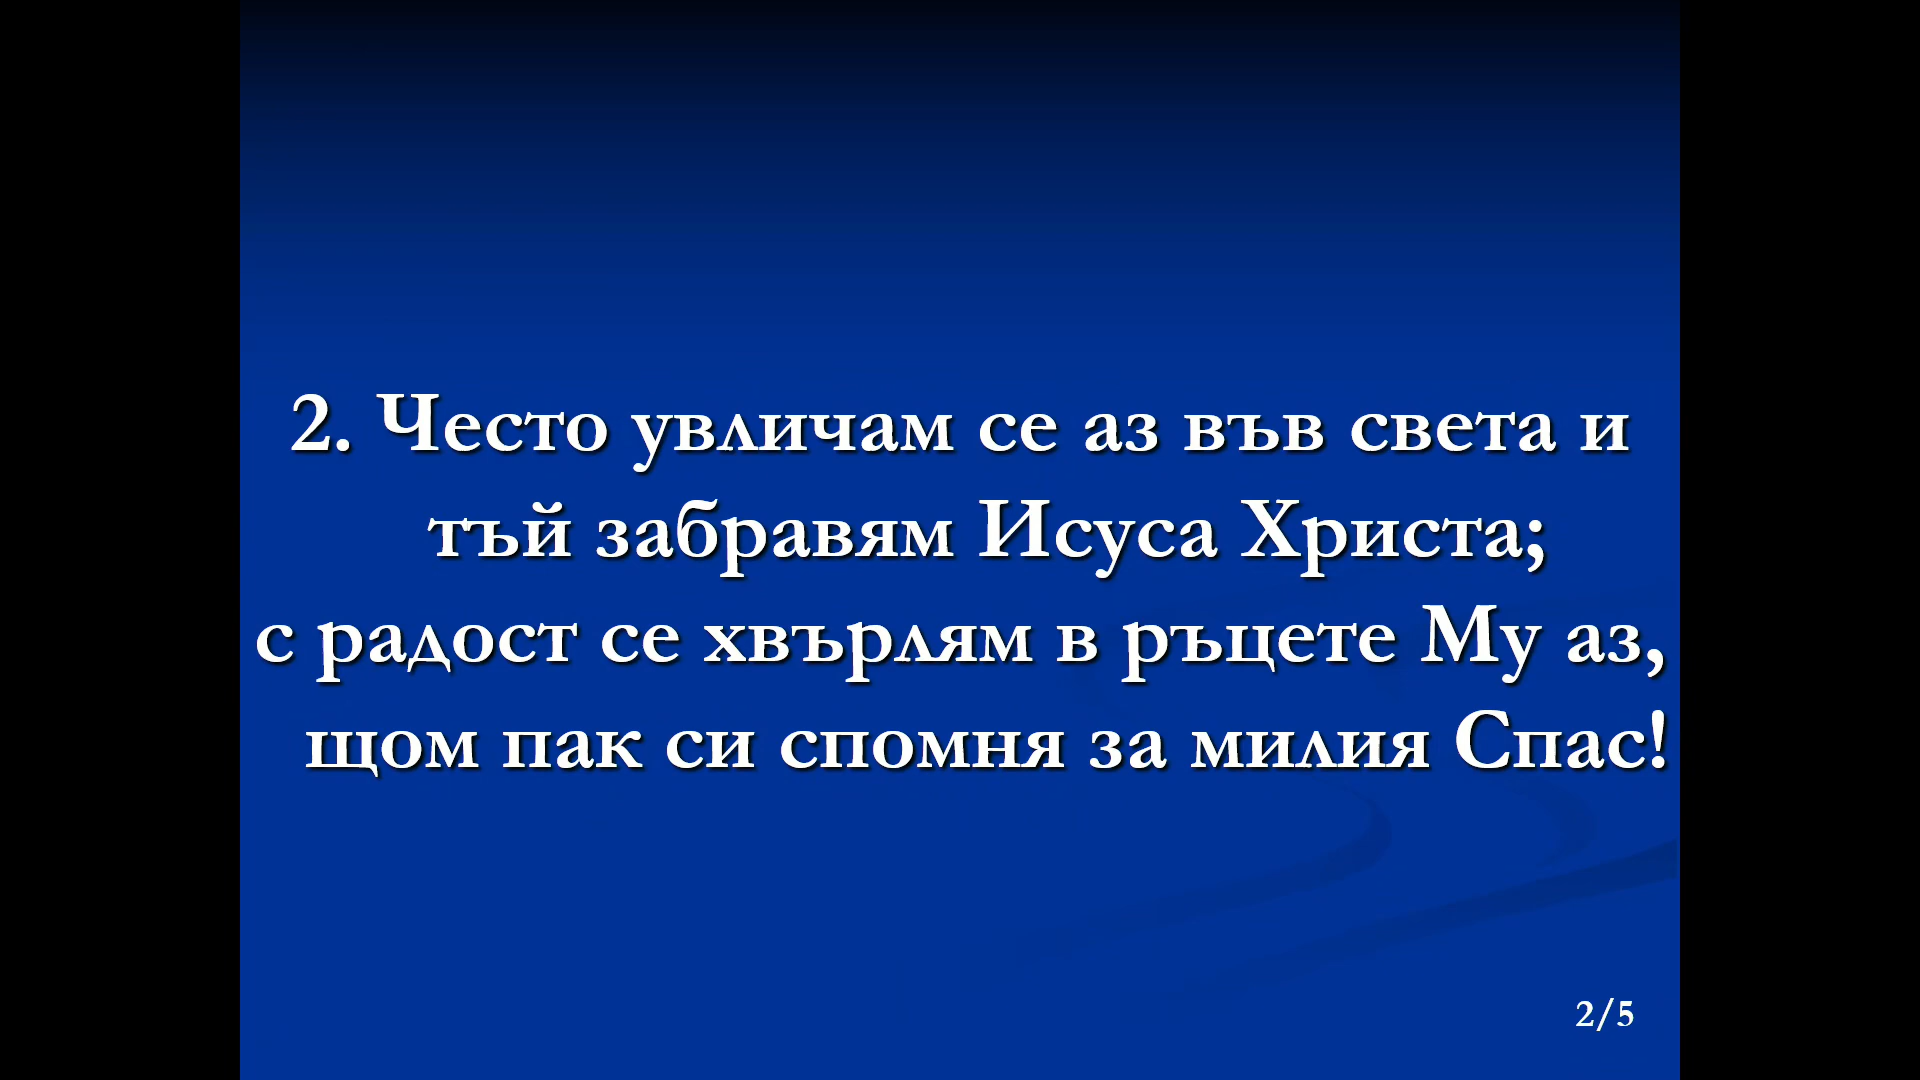 2. Често увличам се аз във света и
тъй забравям Исуса Христа;
с радост се хвърлям в ръцете Му аз,
щом пак си спомня за милия Спас!
2/5